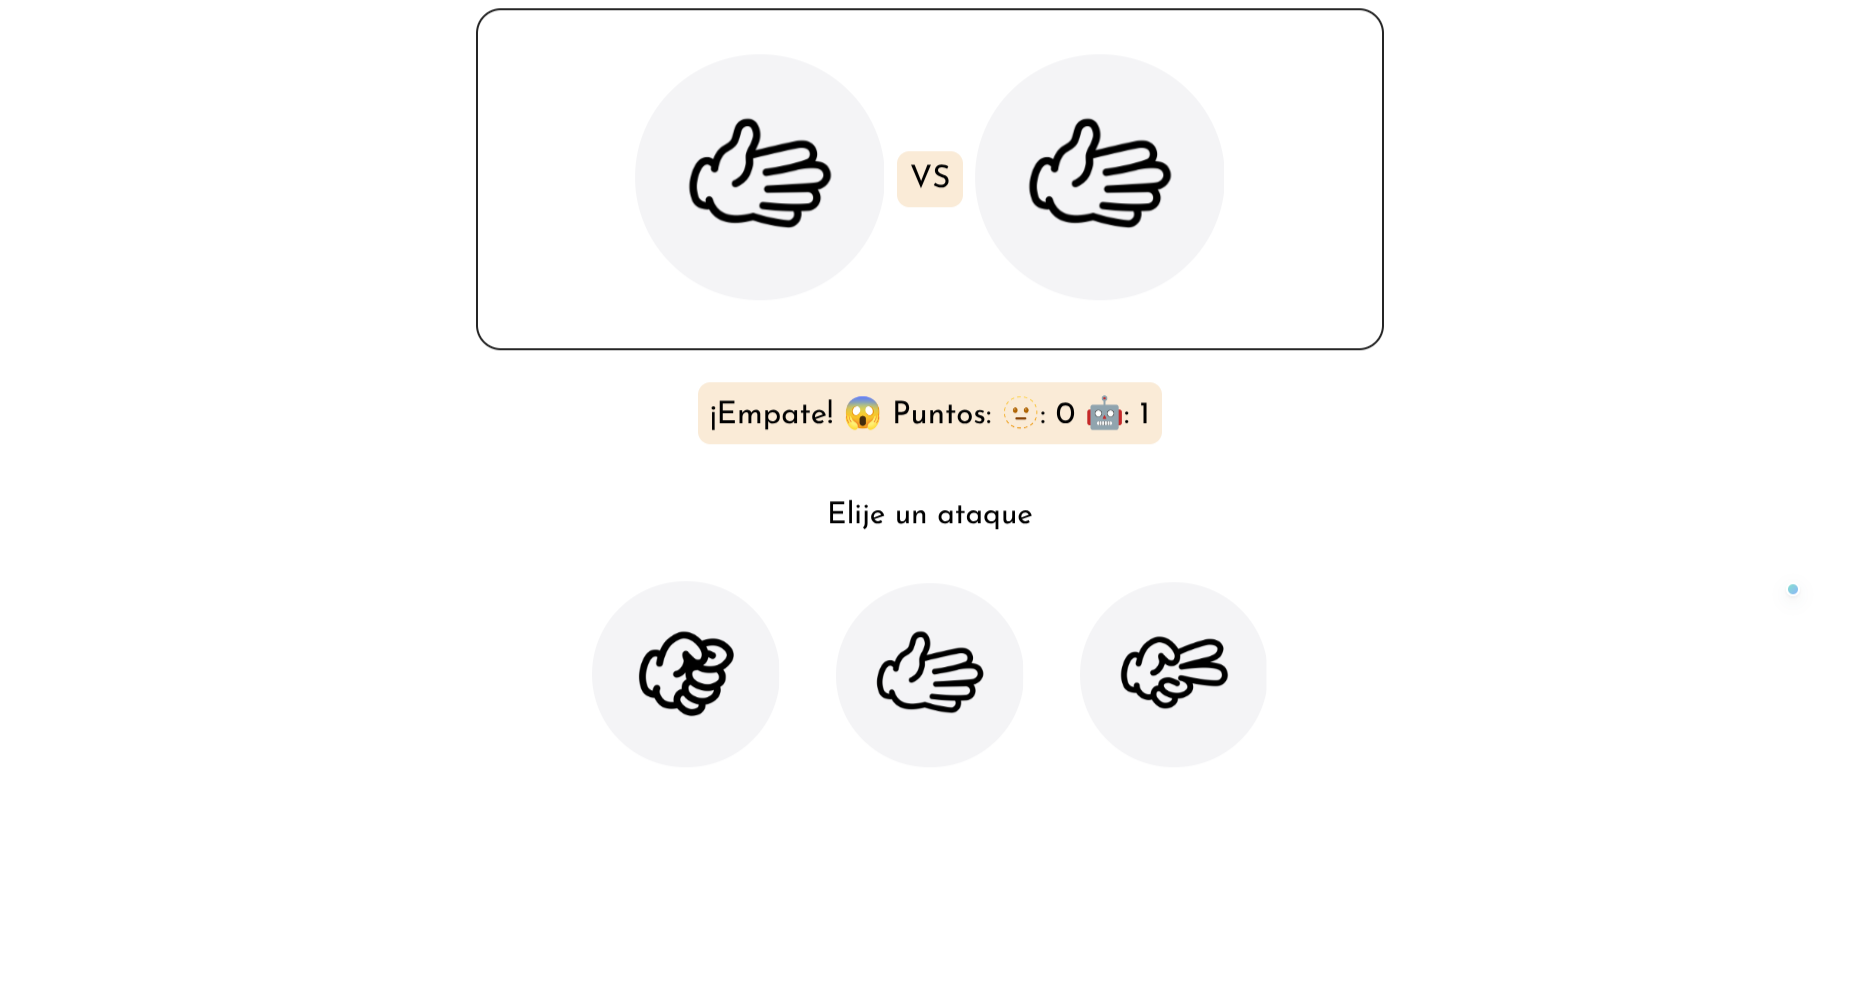 VS
¡Empate! 😱 Puntos: 🫥: 0 🤖: 1
Elije un ataque